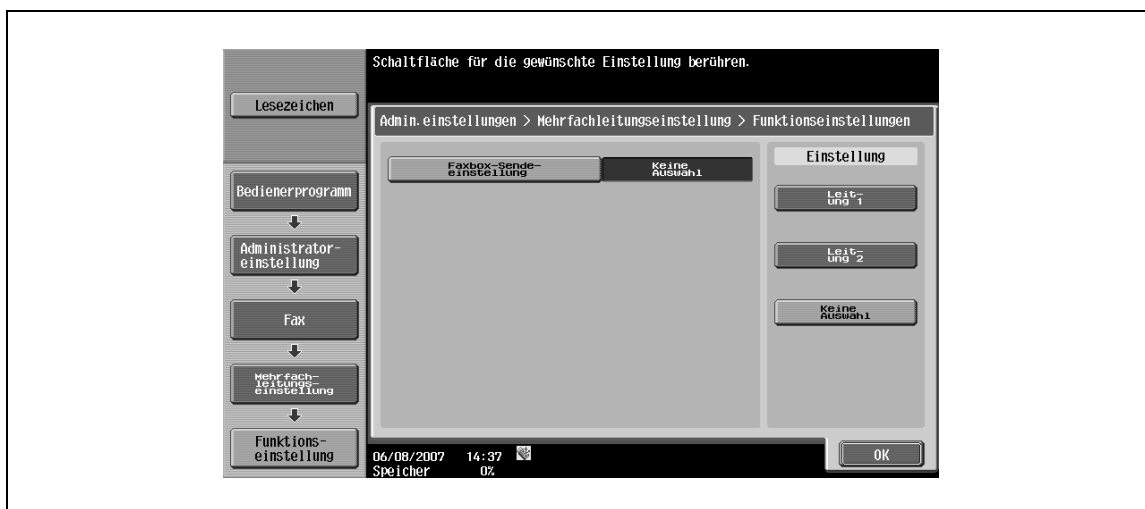 Schaltfläche für die gewünschte Einstellung berühren.
Lesezeichen
Admin.einstellungen > Mehrfachleitungseinstellung > Funktionseinstellungen
Faxbox-Sende-
einstellung
Keine
Auswahl
Einstellung
Leit-
ung 1
Leit-
ung 2
Keine
Auswahl
Bedienerprogramm
Administrator-
einstellung
Fax
Mehrfach-
leitungs-
einstellung
Funktions-
einstellung
06/08/2007 14:37
Speicher 0%
OK